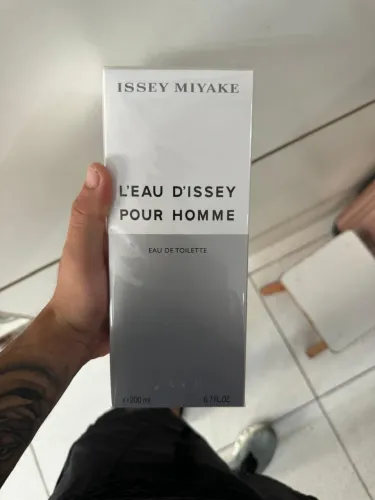 ISSEY MIYAKE
L'EAU D'ISSEY
POUR HOMME
EAU DE TOILETTE
℮200 ml 6.7 FL.OZ.